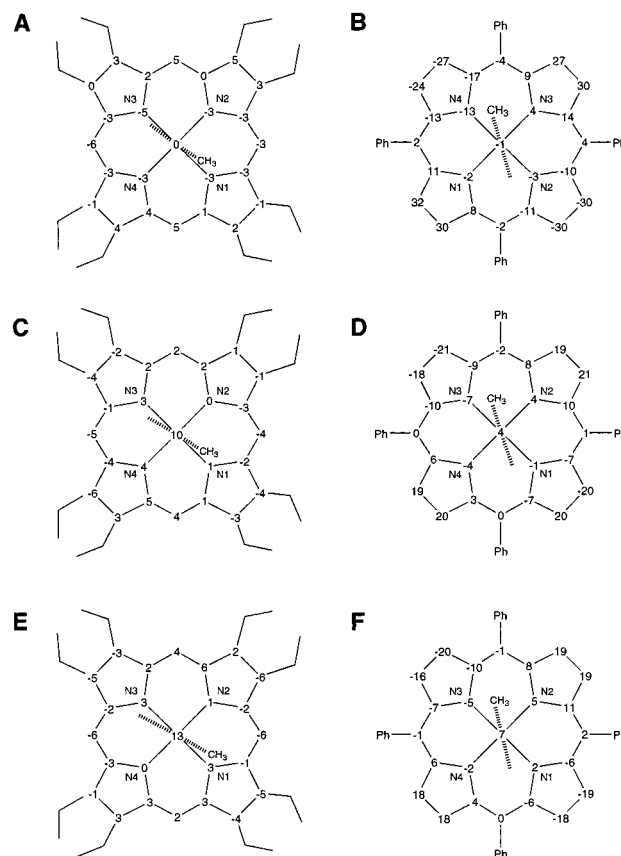 A
3 5 5
2 0
0 3
N3 N2
-5 -3
-3 -3
-6 0 -3
CH3
-3 -3 -3 -3
N4 N1
-1 -1
4 4 1 2
5
B
Ph
-4
-27 27
-17 9
-24 30
N4 N3
CH3
-13 -13 4 14
Ph 2 -1 4
11 -2 -3 -10
N1 N2
32 -30
8 -11
30 -30
-2
Ph
C
-2 2 2 2 1
-4 -1
N3 N2
-1 3 0 -3
-5 10 -4
CH3
-4 4 1 -2
N4 N1
-6 -4
3 5 1 -3
4
D
Ph
-2
-21 19
-9 8
-18 21
N3 N2
CH3
-10 -7 4 10
Ph 0 4 1
6 -4 -1 -7
N4 N1
19 -20
3 -7
20 20
0
Ph
E
-3 4 2
2 6
-5 -6
N3 N2
-2 3 1 -2
-6 13 -6
CH3
-3 0 3 -1
N4 N1
-1 -5
3 3 3 -4
2
F
Ph
-1
-20 19
-10 8
-16 19
N3 N2
CH3
-7 -5 5 11
Ph -1 7 2
6 -2 2 -6
N4 N1
18 -19
4 -6
18 -18
0
Ph